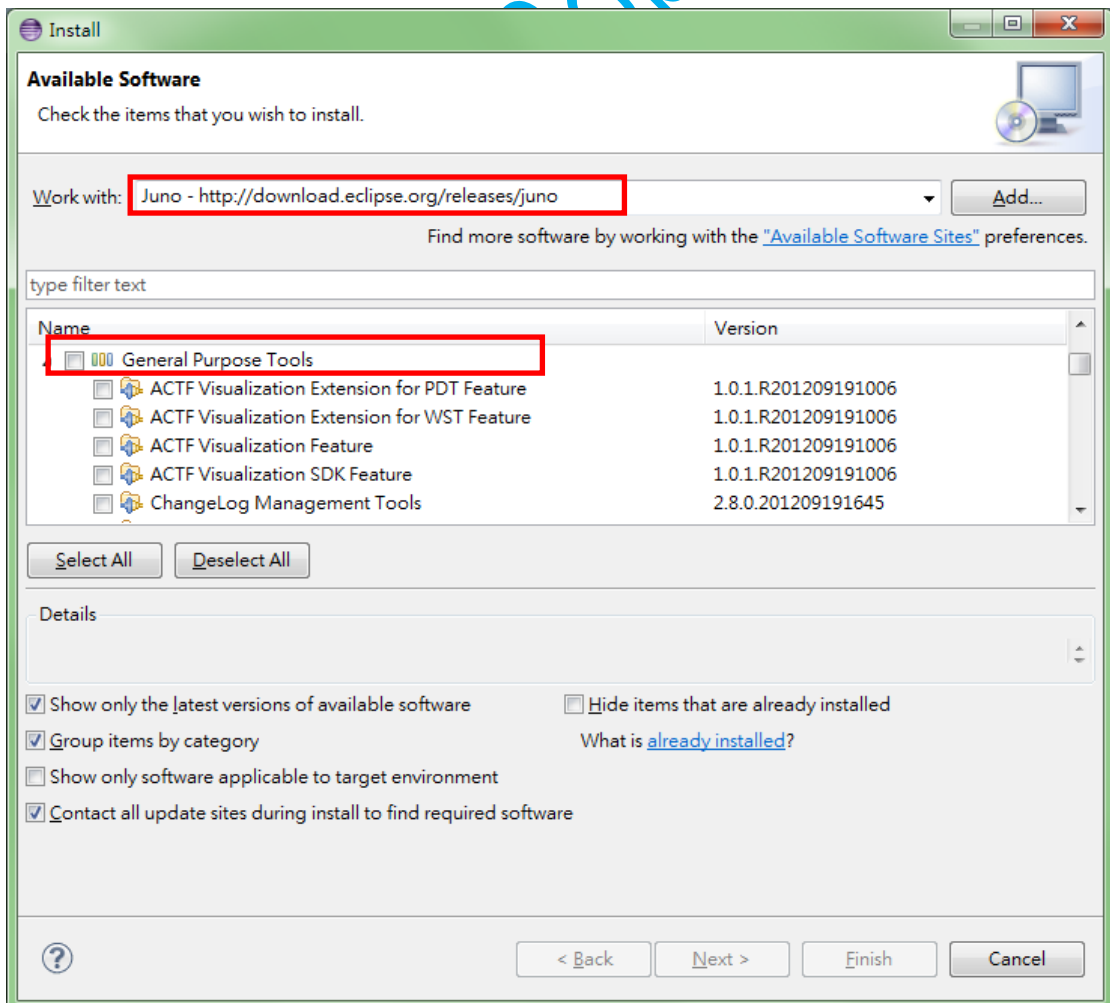 Install
Available Software
Check the items that you wish to install.
Work with: Juno - http://download.eclipse.org/releases/juno Add...
Find more software by working with the "Available Software Sites" preferences.
type filter text
Name Version
General Purpose Tools
ACTF Visualization Extension for PDT Feature 1.0.1.R201209191006
ACTF Visualization Extension for WST Feature 1.0.1.R201209191006
ACTF Visualization Feature 1.0.1.R201209191006
ACTF Visualization SDK Feature 1.0.1.R201209191006
ChangeLog Management Tools 2.8.0.201209191645
Select All Deselect All
Details
Show only the latest versions of available software Hide items that are already installed
Group items by category What is already installed?
Show only software applicable to target environment
Contact all update sites during install to find required software
? < Back Next > Finish Cancel